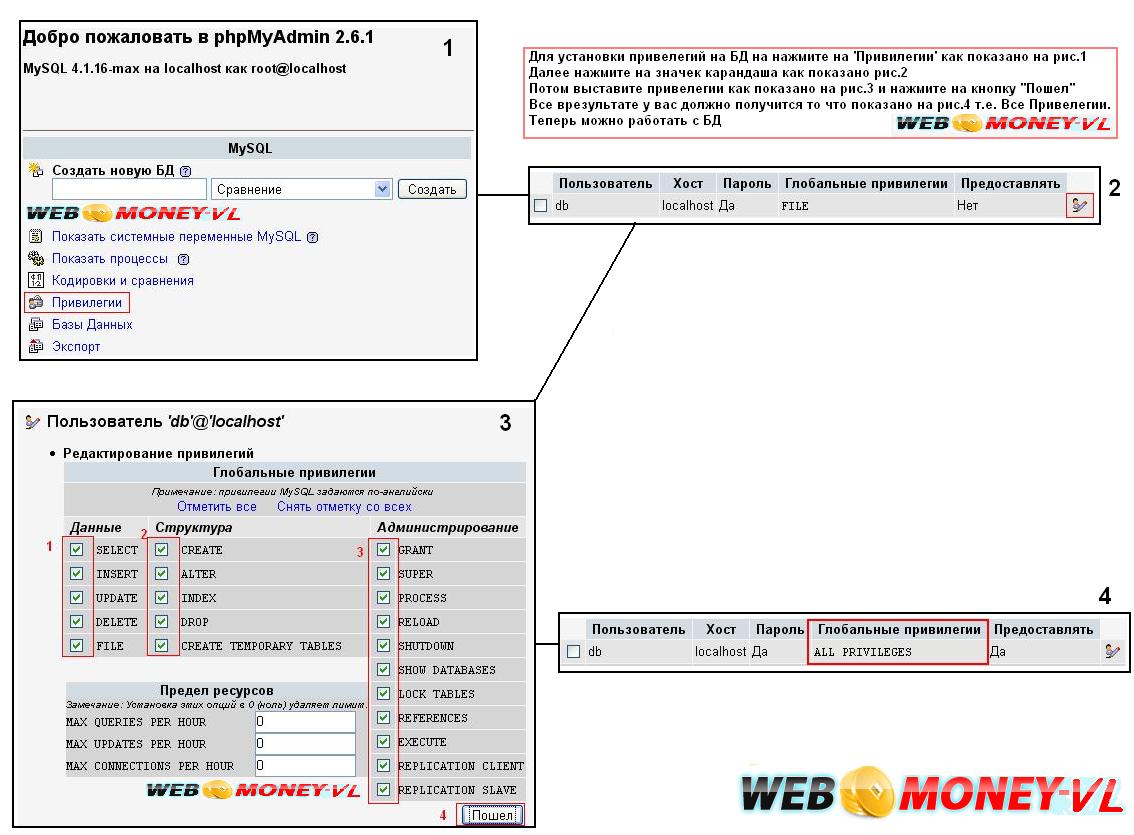 Добро пожаловать в phpMyAdmin 2.6.1
1
MySQL 4.1.16-max на localhost как root@localhost
MySQL
Создать новую БД
Сравнение
Создать
WEB MONEY-VL
Показать системные переменные MySQL
Показать процессы
Кодировки и сравнения
Привилегии
Базы Данных
Экспорт
Для установки привелегий на БД на нажмите на 'Привилегии' как показано на рис.1
Далее нажмите на значек карандаша как показано рис.2
Потом выставите привелегии как показано на рис.3 и нажмите на кнопку "Пошел"
Все врезультате у вас должно получится то что показано на рис.4 т.е. Все Привелегии.
Теперь можно работать с БД
WEB MONEY-VL
Пользователь Хост Пароль Глобальные привилегии Предоставлять
2
db localhost Да FILE Нет
Пользователь 'db'@'localhost'
3
• Редактирование привилегий
Глобальные привилегии
Примечание: привилегии MySQL задаются по-английски
Отметить все Снять отметку со всех
Данные 2 Структура Администрирование
1 SELECT CREATE 3 GRANT
INSERT ALTER SUPER
UPDATE INDEX PROCESS
DELETE DROP RELOAD
FILE CREATE TEMPORARY TABLES SHUTDOWN
SHOW DATABASES
LOCK TABLES
REFERENCES
EXECUTE
REPLICATION CLIENT
REPLICATION SLAVE
Предел ресурсов
Замечание: Установка этих опций в 0 (ноль) удаляет лимит.
MAX QUERIES PER HOUR 0
MAX UPDATES PER HOUR 0
MAX CONNECTIONS PER HOUR 0
WEB MONEY-VL
4 Пошел
4
Пользователь Хост Пароль Глобальные привилегии Предоставлять
db localhost Да ALL PRIVILEGES Да
WEB MONEY-VL